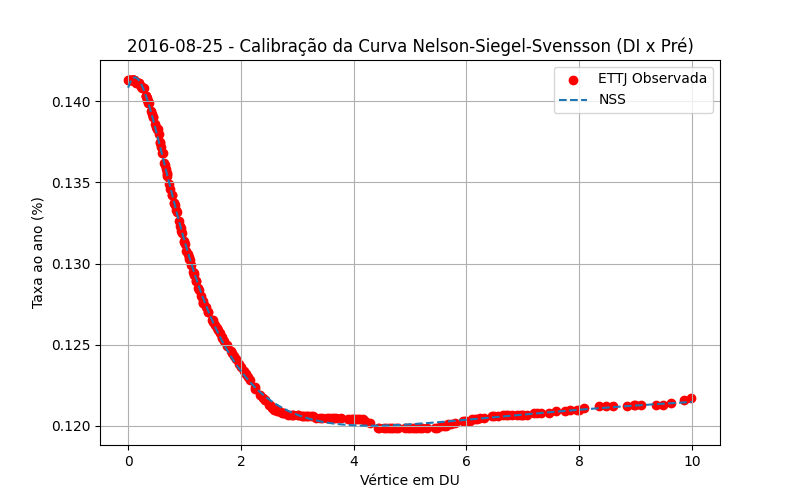 2016-08-25 - Calibração da Curva Nelson-Siegel-Svensson (DI x Pré)
ETTJ Observada
NSS
Taxa ao ano (%)
0.140
0.135
0.130
0.125
0.120
0 2 4 6 8 10
Vértice em DU